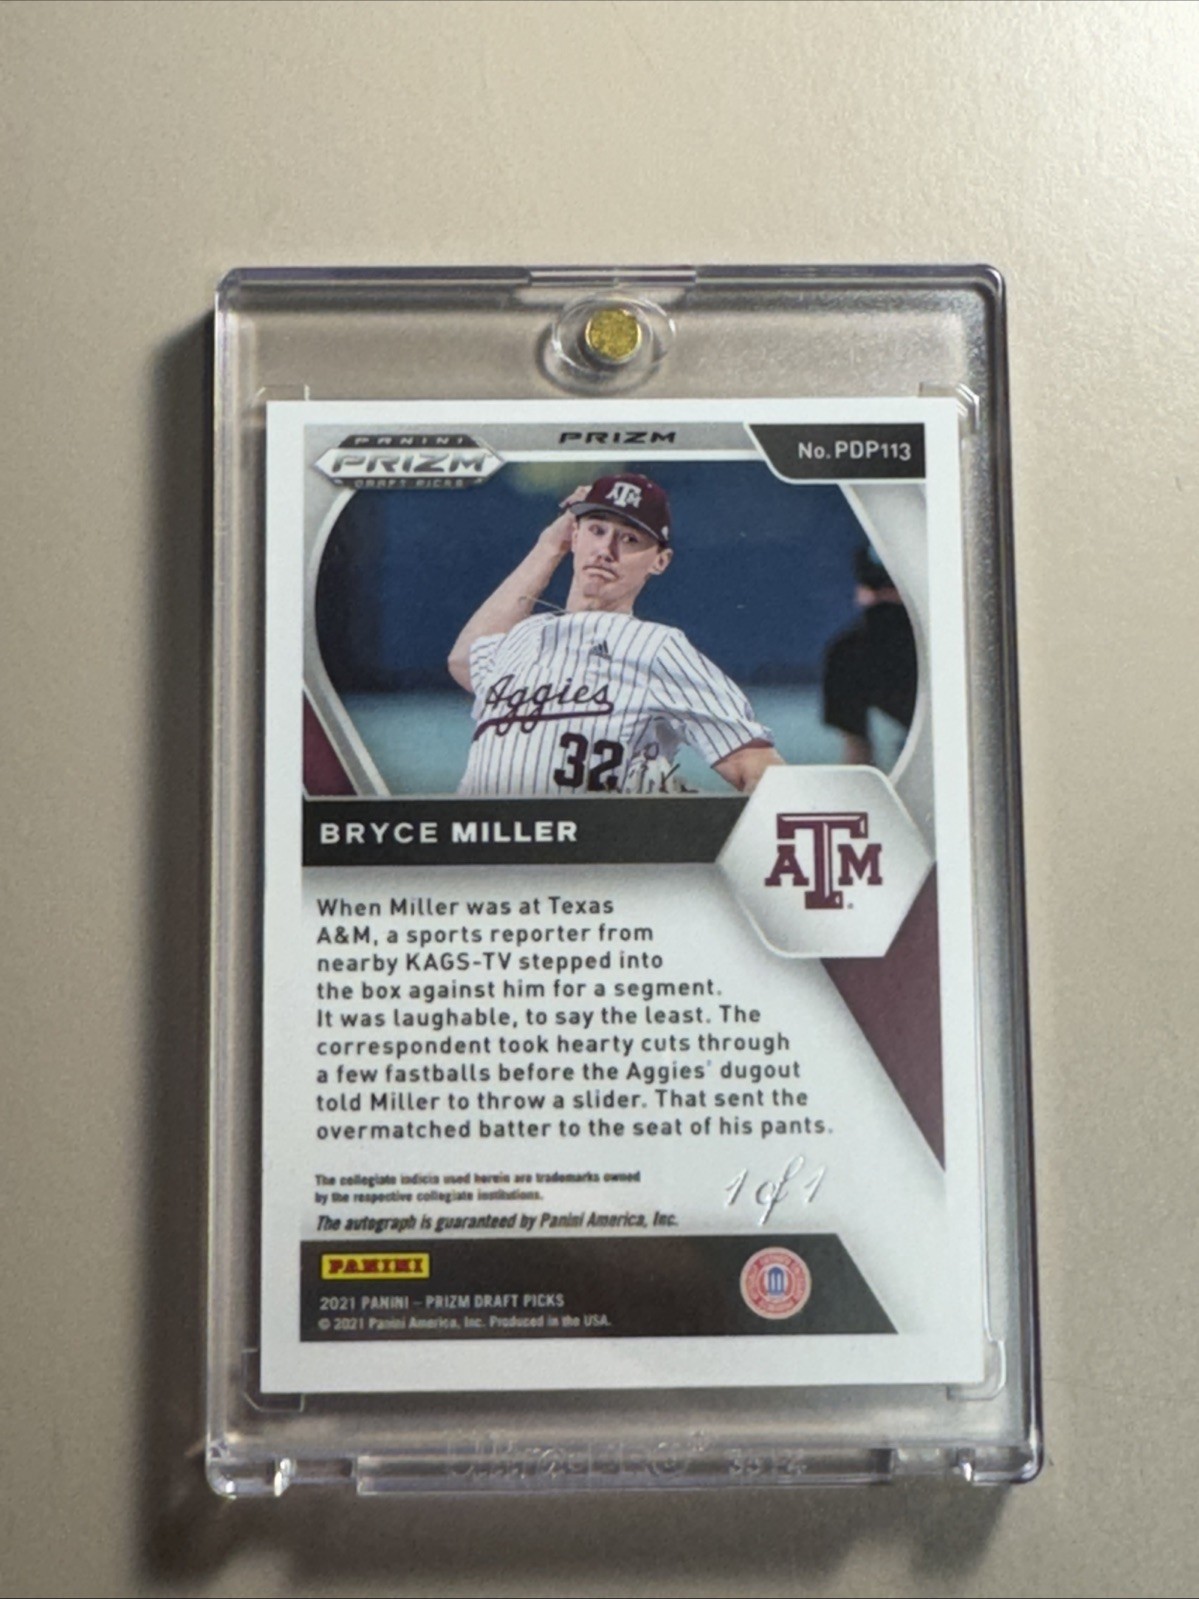 PANINI
PRIZM
DRAFT PICKS
PRIZM
No. PDP113
ATM
Aggies
32
BRYCE MILLER
ATM
When Miller was at Texas
A&M, a sports reporter from
nearby KAGS-TV stepped into
the box against him for a segment.
It was laughable, to say the least. The
correspondent took hearty cuts through
a few fastballs before the Aggies' dugout
told Miller to throw a slider. That sent the
overmatched batter to the seat of his pants.
The collegiate indicia used herein are trademarks owned
by the respective collegiate institutions.
1 of 1
The autograph is guaranteed by Panini America, Inc.
PANINI
2021 PANINI – PRIZM DRAFT PICKS
© 2021 Panini America, Inc. Produced in the USA.
Ultra PRO®